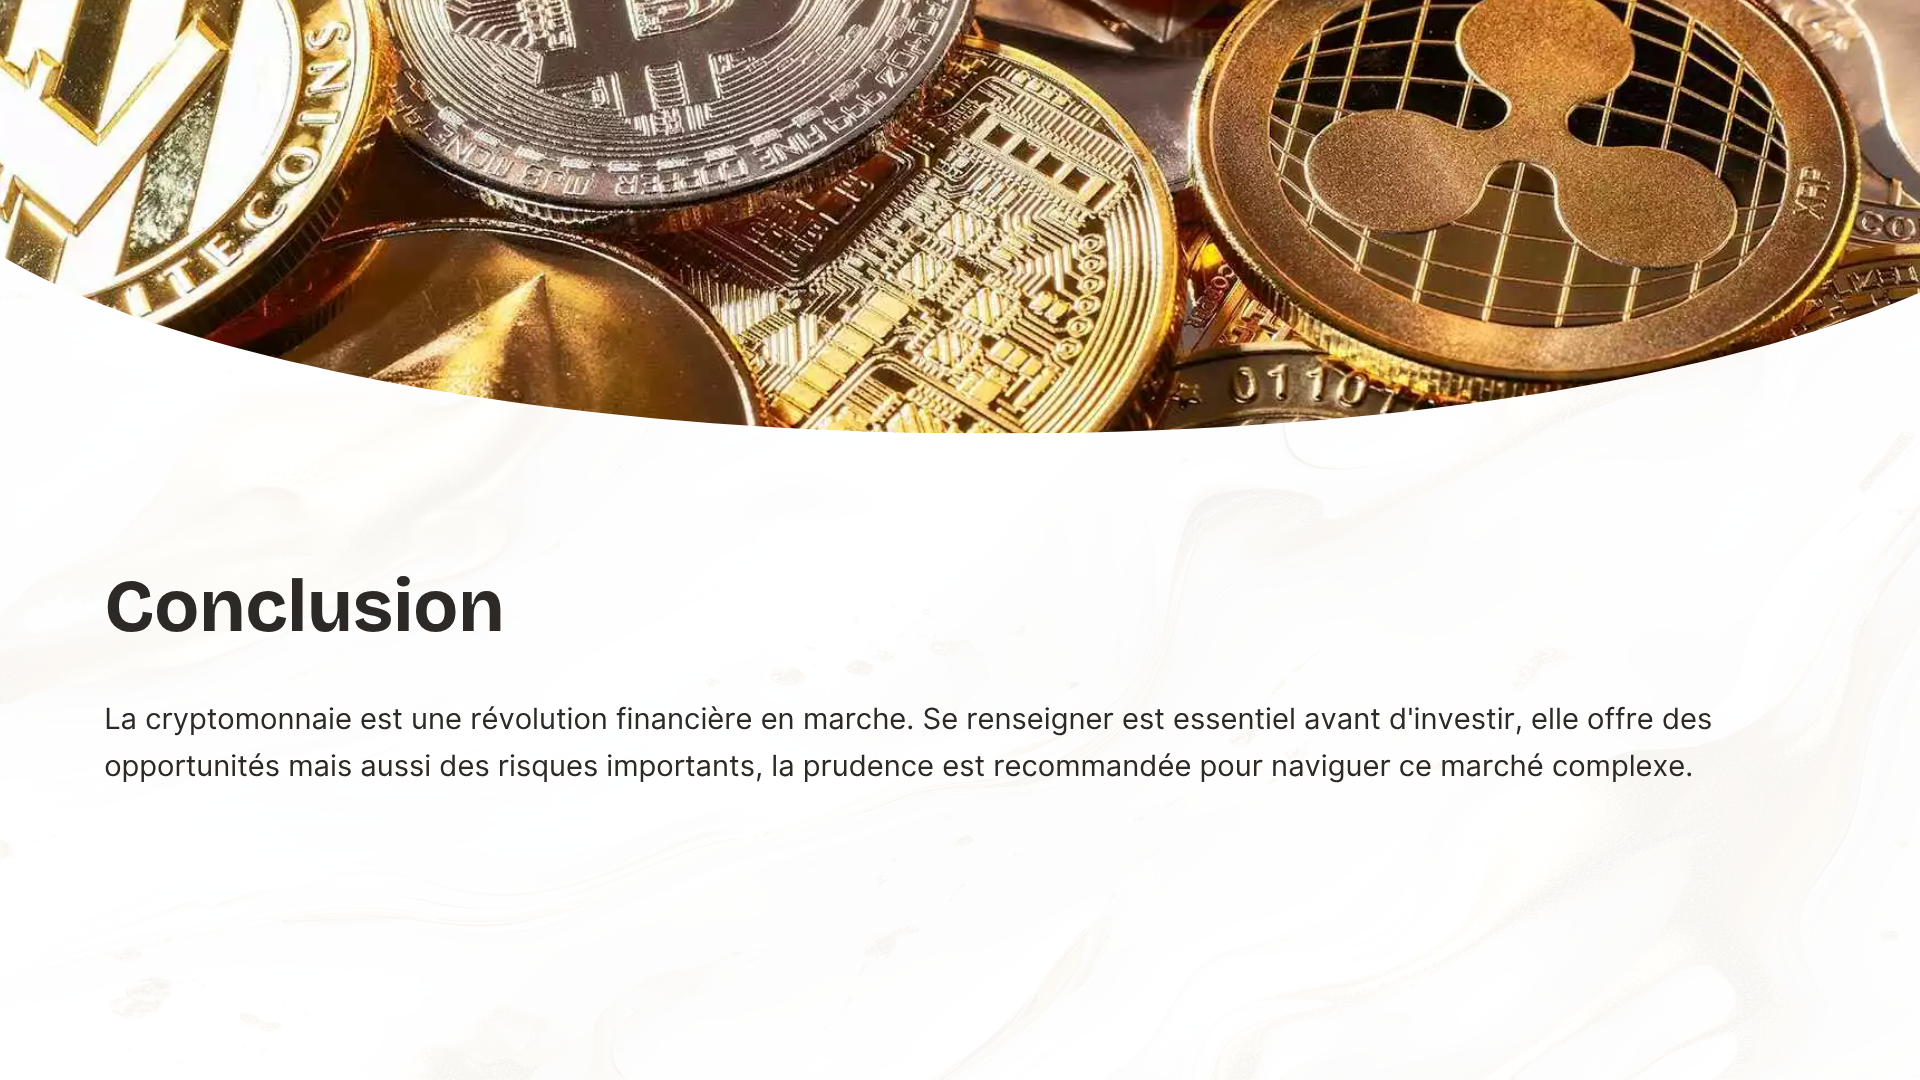 LITECOINS
COPPER
FINE
XRP
0110
Conclusion
La cryptomonnaie est une révolution financière en marche. Se renseigner est essentiel avant d'investir, elle offre des
opportunités mais aussi des risques importants, la prudence est recommandée pour naviguer ce marché complexe.